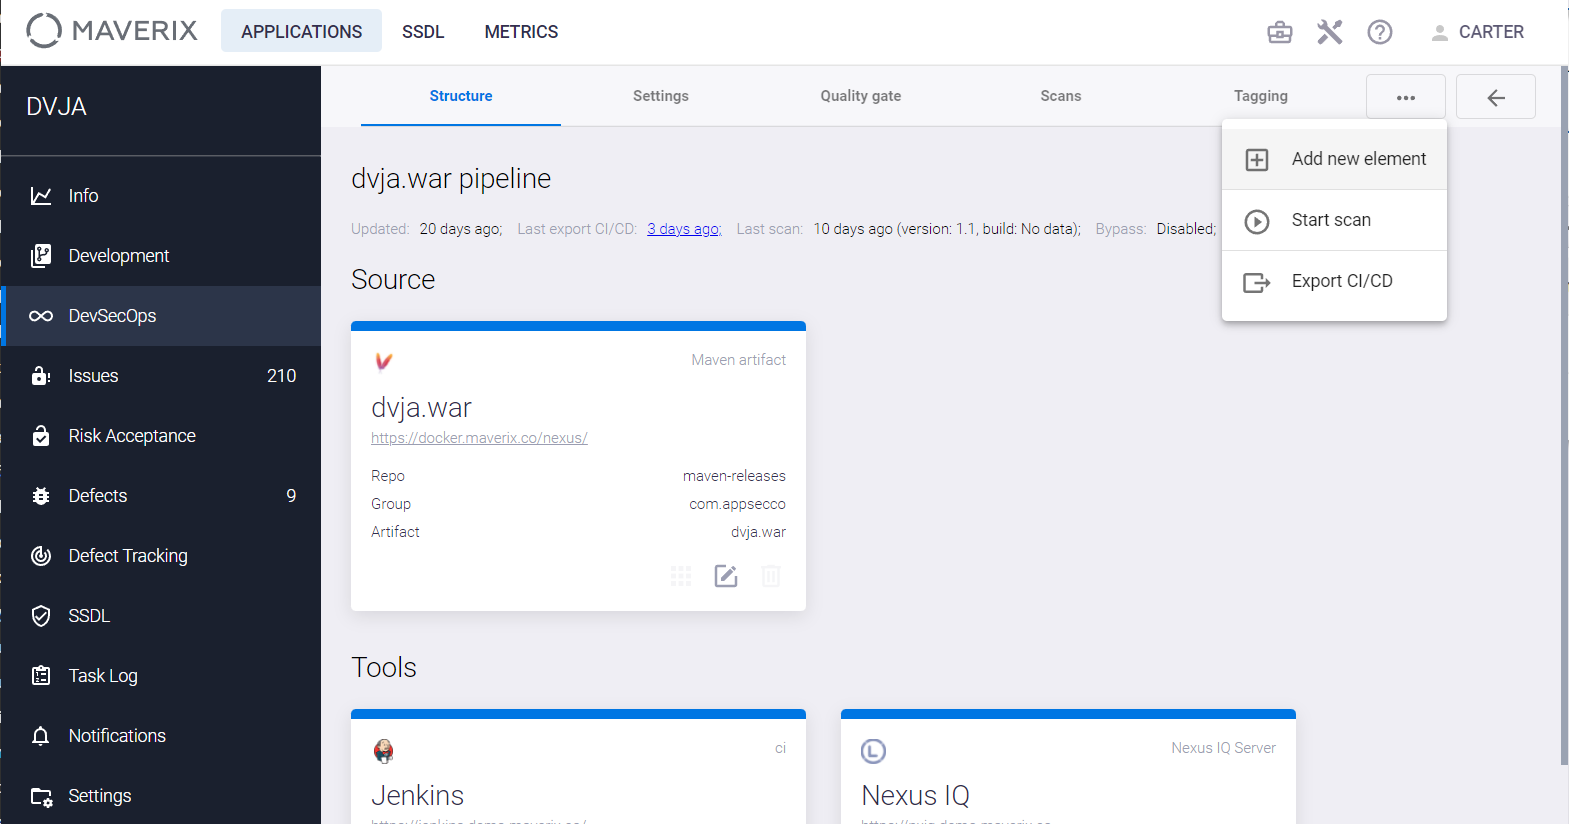 MAVERIX APPLICATIONS SSDL METRICS CARTER
DVJA
Info
Development
DevSecOps
Issues 210
Risk Acceptance
Defects 9
Defect Tracking
SSDL
Task Log
Notifications
Settings
Structure Settings Quality gate Scans Tagging
Add new element
Start scan
Export CI/CD
dvja.war pipeline
Updated: 20 days ago; Last export CI/CD: 3 days ago; Last scan: 10 days ago (version: 1.1, build: No data); Bypass: Disabled;
Source
Maven artifact
dvja.war
https://docker.maverix.co/nexus/
Repo maven-releases
Group com.appsecco
Artifact dvja.war
Tools
ci
Jenkins
Nexus IQ Server
Nexus IQ